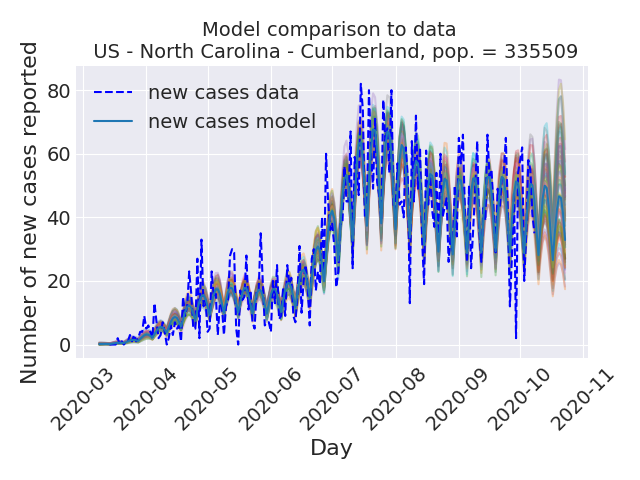 Model comparison to data
US - North Carolina - Cumberland, pop. = 335509
new cases data
new cases model
Number of new cases reported
80
60
40
20
0
2020-03
2020-04
2020-05
2020-06
2020-07
2020-08
2020-09
2020-10
2020-11
Day